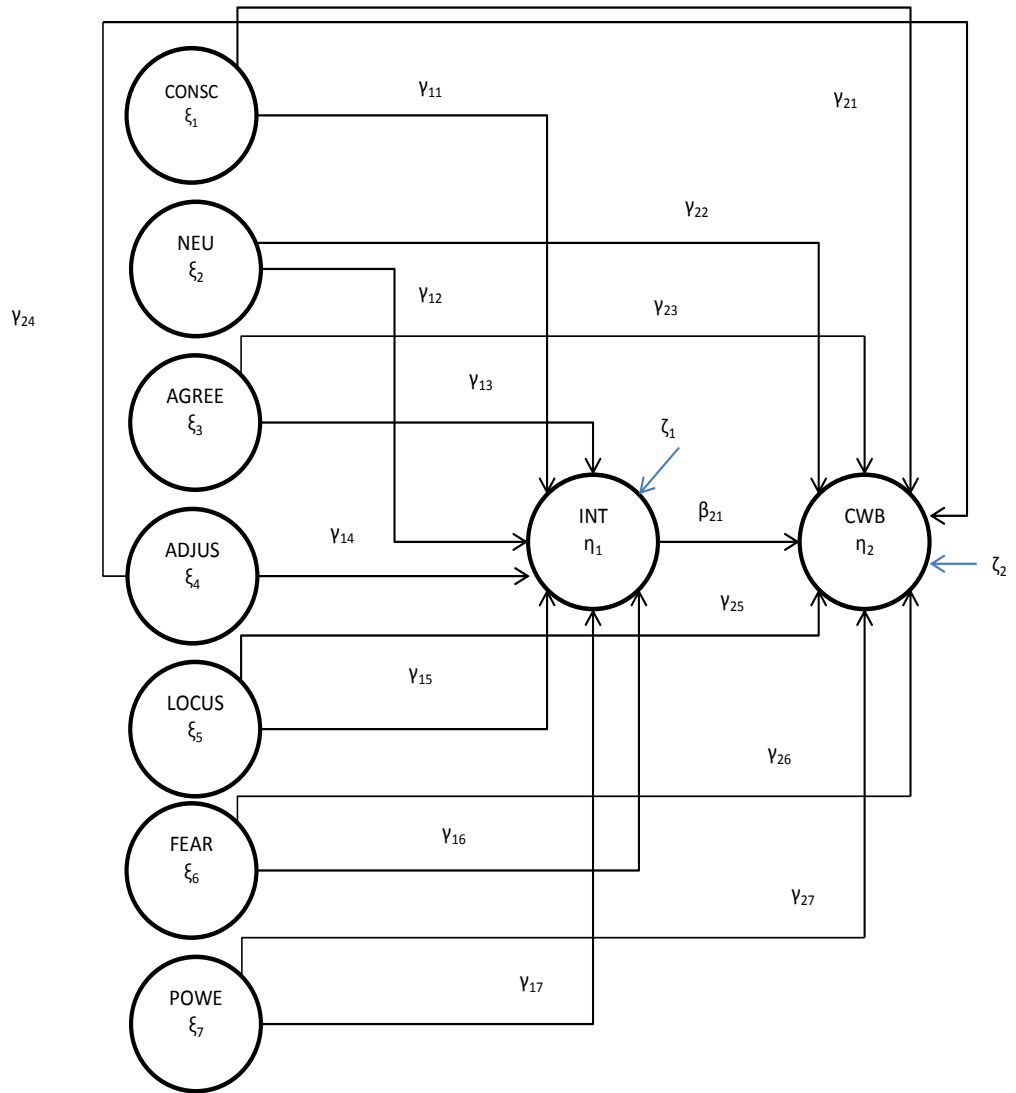 CONSC
ξ₁
γ₁₁
γ₂₁
NEU
ξ₂
γ₂₂
γ₁₂
γ₂₃
γ₂₄
AGREE
ξ₃
γ₁₃
ζ₁
INT
η₁
β₂₁
CWB
η₂
ζ₂
ADJUS
ξ₄
γ₁₄
γ₂₅
LOCUS
ξ₅
γ₁₅
γ₂₆
FEAR
ξ₆
γ₁₆
γ₂₇
POWE
ξ₇
γ₁₇